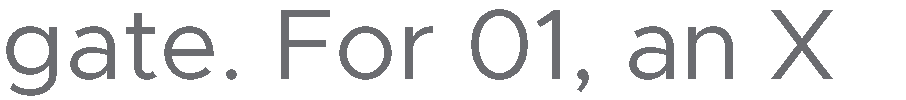 gate. For 01, an X